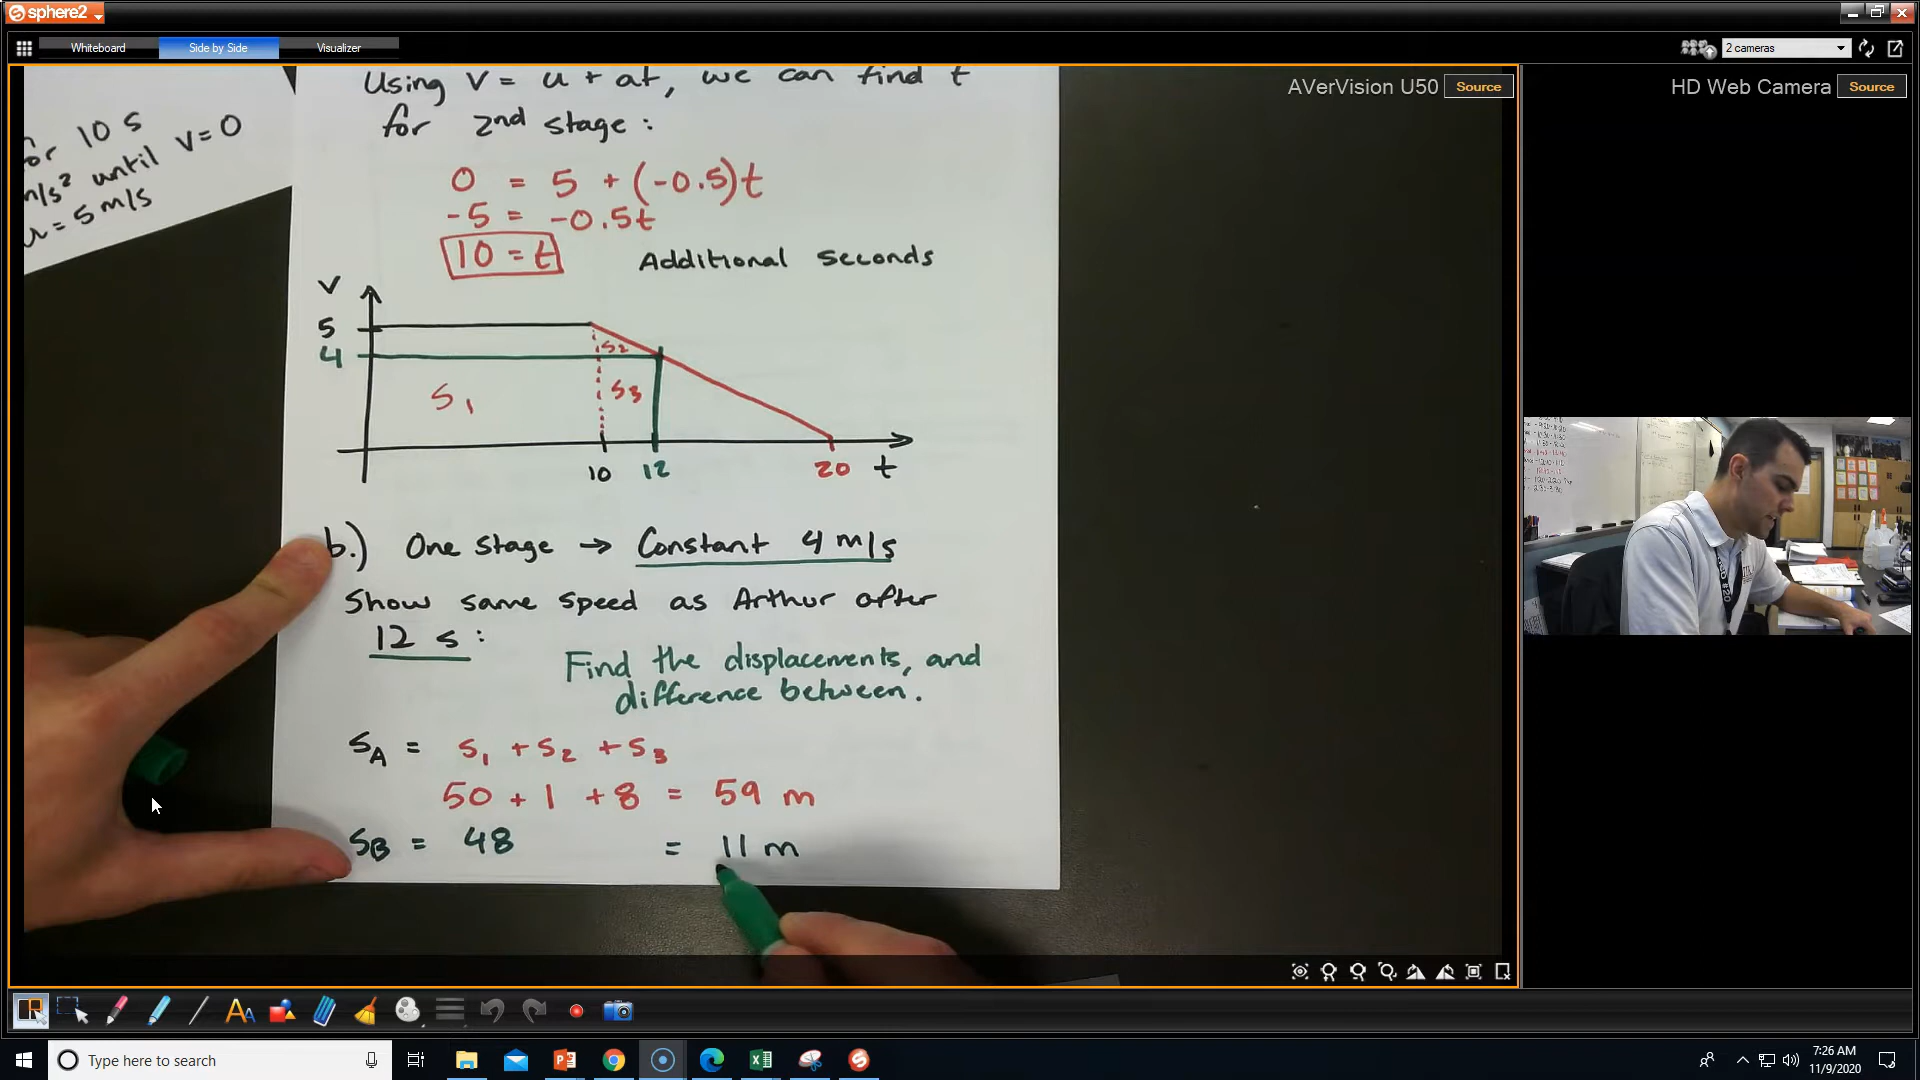 sphere2
Whiteboard
Side by Side
Visualizer
2 cameras
AVerVision U50
Source
HD Web Camera
Source
for 10 s
m/s² until v=0
u = 5 m/s
Using v = u + at, we can find t
for 2nd stage :
0 = 5 + (-0.5)t
-5 = -0.5t
10 = t
Additional seconds
v
5
4
S₁
S₂
S₃
10
12
20
t
b.) One stage → Constant 4 m/s
Show same speed as Arthur after
12 s :
Find the displacements, and
difference between.
S_A = S₁ + S₂ + S₃
50 + 1 + 8 = 59 m
S_B = 48 = 11 m
Type here to search
7:26 AM
11/9/2020